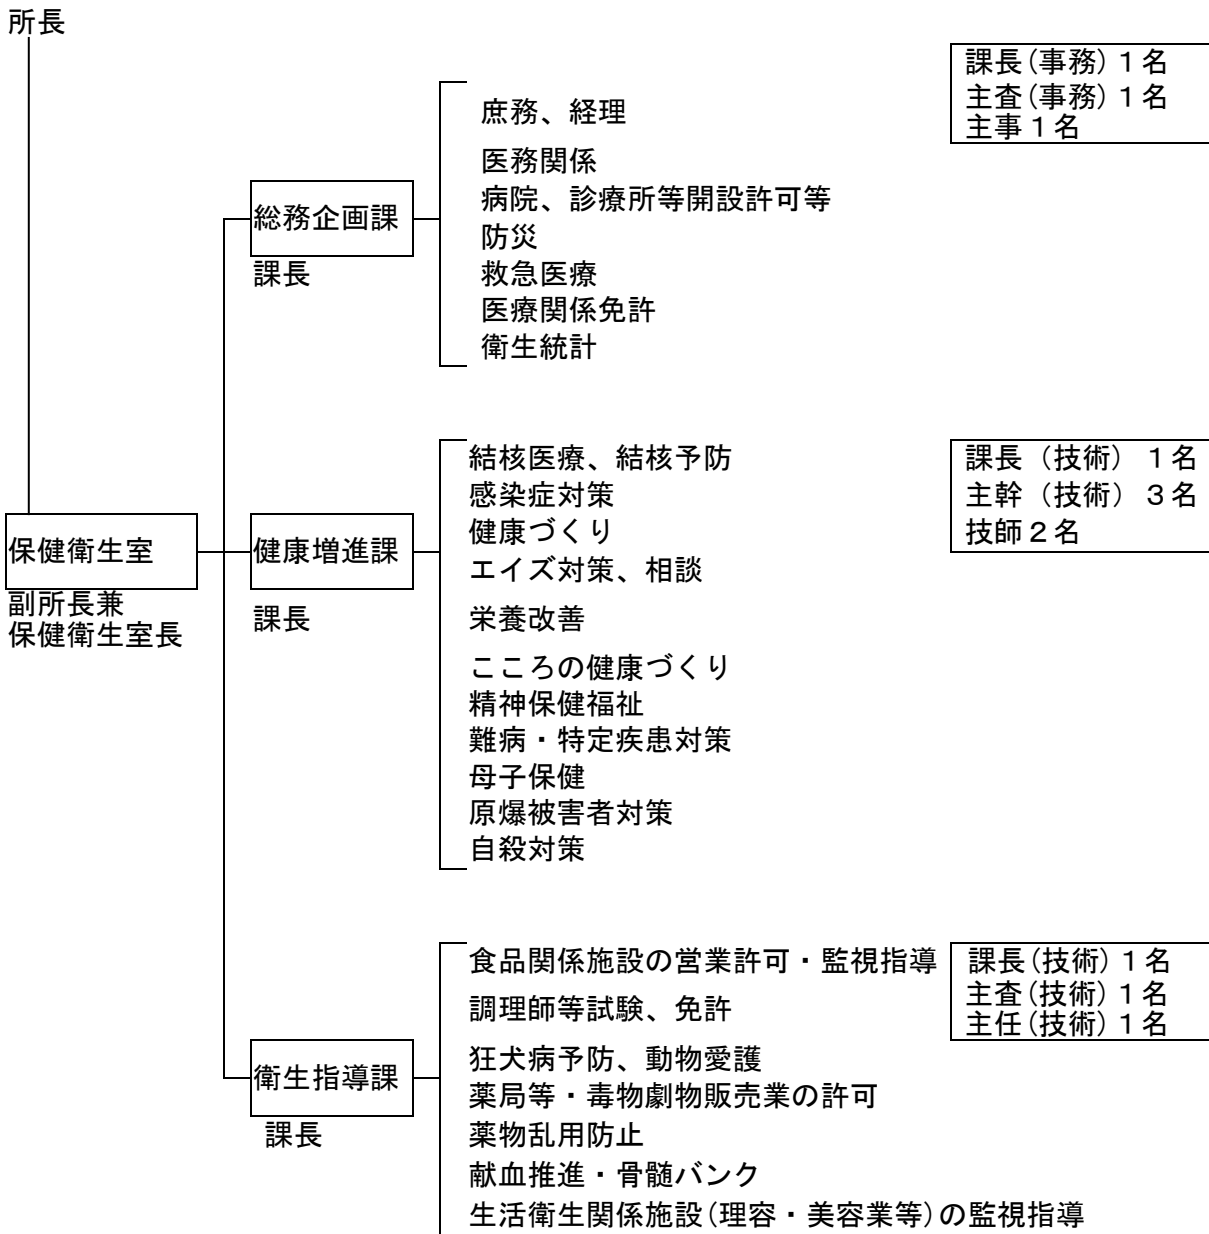 所長
課長(事務)１名
主査(事務)１名
主事１名
庶務、経理
医務関係
病院、診療所等開設許可等
防災
救急医療
医療関係免許
衛生統計
総務企画課
課長
結核医療、結核予防
感染症対策
健康づくり
エイズ対策、相談
栄養改善
こころの健康づくり
精神保健福祉
難病・特定疾患対策
母子保健
原爆被害者対策
自殺対策
課長（技術）１名
主幹（技術）３名
技師２名
保健衛生室
副所長兼
保健衛生室長
健康増進課
課長
食品関係施設の営業許可・監視指導
調理師等試験、免許
狂犬病予防、動物愛護
薬局等・毒物劇物販売業の許可
薬物乱用防止
献血推進・骨髄バンク
生活衛生関係施設(理容・美容業等)の監視指導
課長(技術)１名
主査(技術)１名
主任(技術)１名
衛生指導課
課長